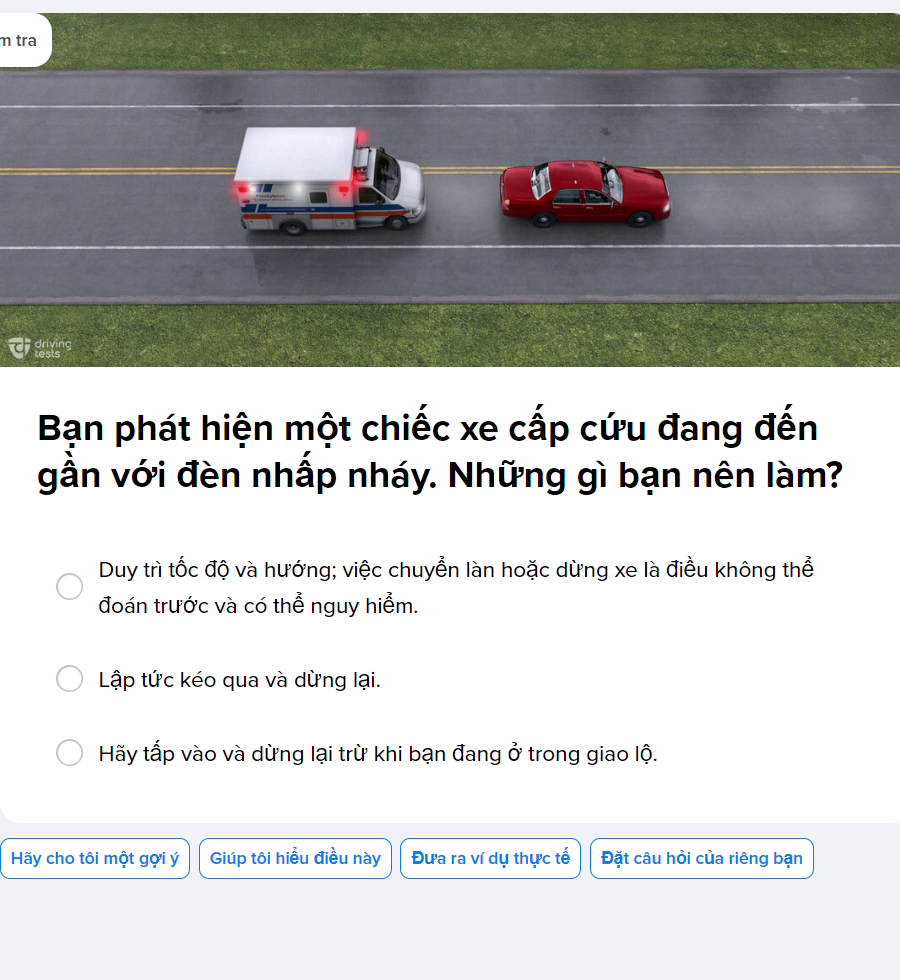 m tra
driving
tests
Bạn phát hiện một chiếc xe cấp cứu đang đến
gần với đèn nhấp nháy. Những gì bạn nên làm?
Duy trì tốc độ và hướng; việc chuyển làn hoặc dừng xe là điều không thể
đoán trước và có thể nguy hiểm.
Lập tức kéo qua và dừng lại.
Hãy tấp vào và dừng lại trừ khi bạn đang ở trong giao lộ.
Hãy cho tôi một gợi ý
Giúp tôi hiểu điều này
Đưa ra ví dụ thực tế
Đặt câu hỏi của riêng bạn